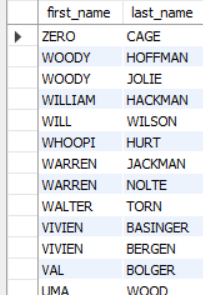 first_name last_name
ZERO CAGE
WOODY HOFFMAN
WOODY JOLIE
WILLIAM HACKMAN
WILL WILSON
WHOOPI HURT
WARREN JACKMAN
WARREN NOLTE
WALTER TORN
VIVIEN BASINGER
VIVIEN BERGEN
VAL BOLGER
UMA WOOD